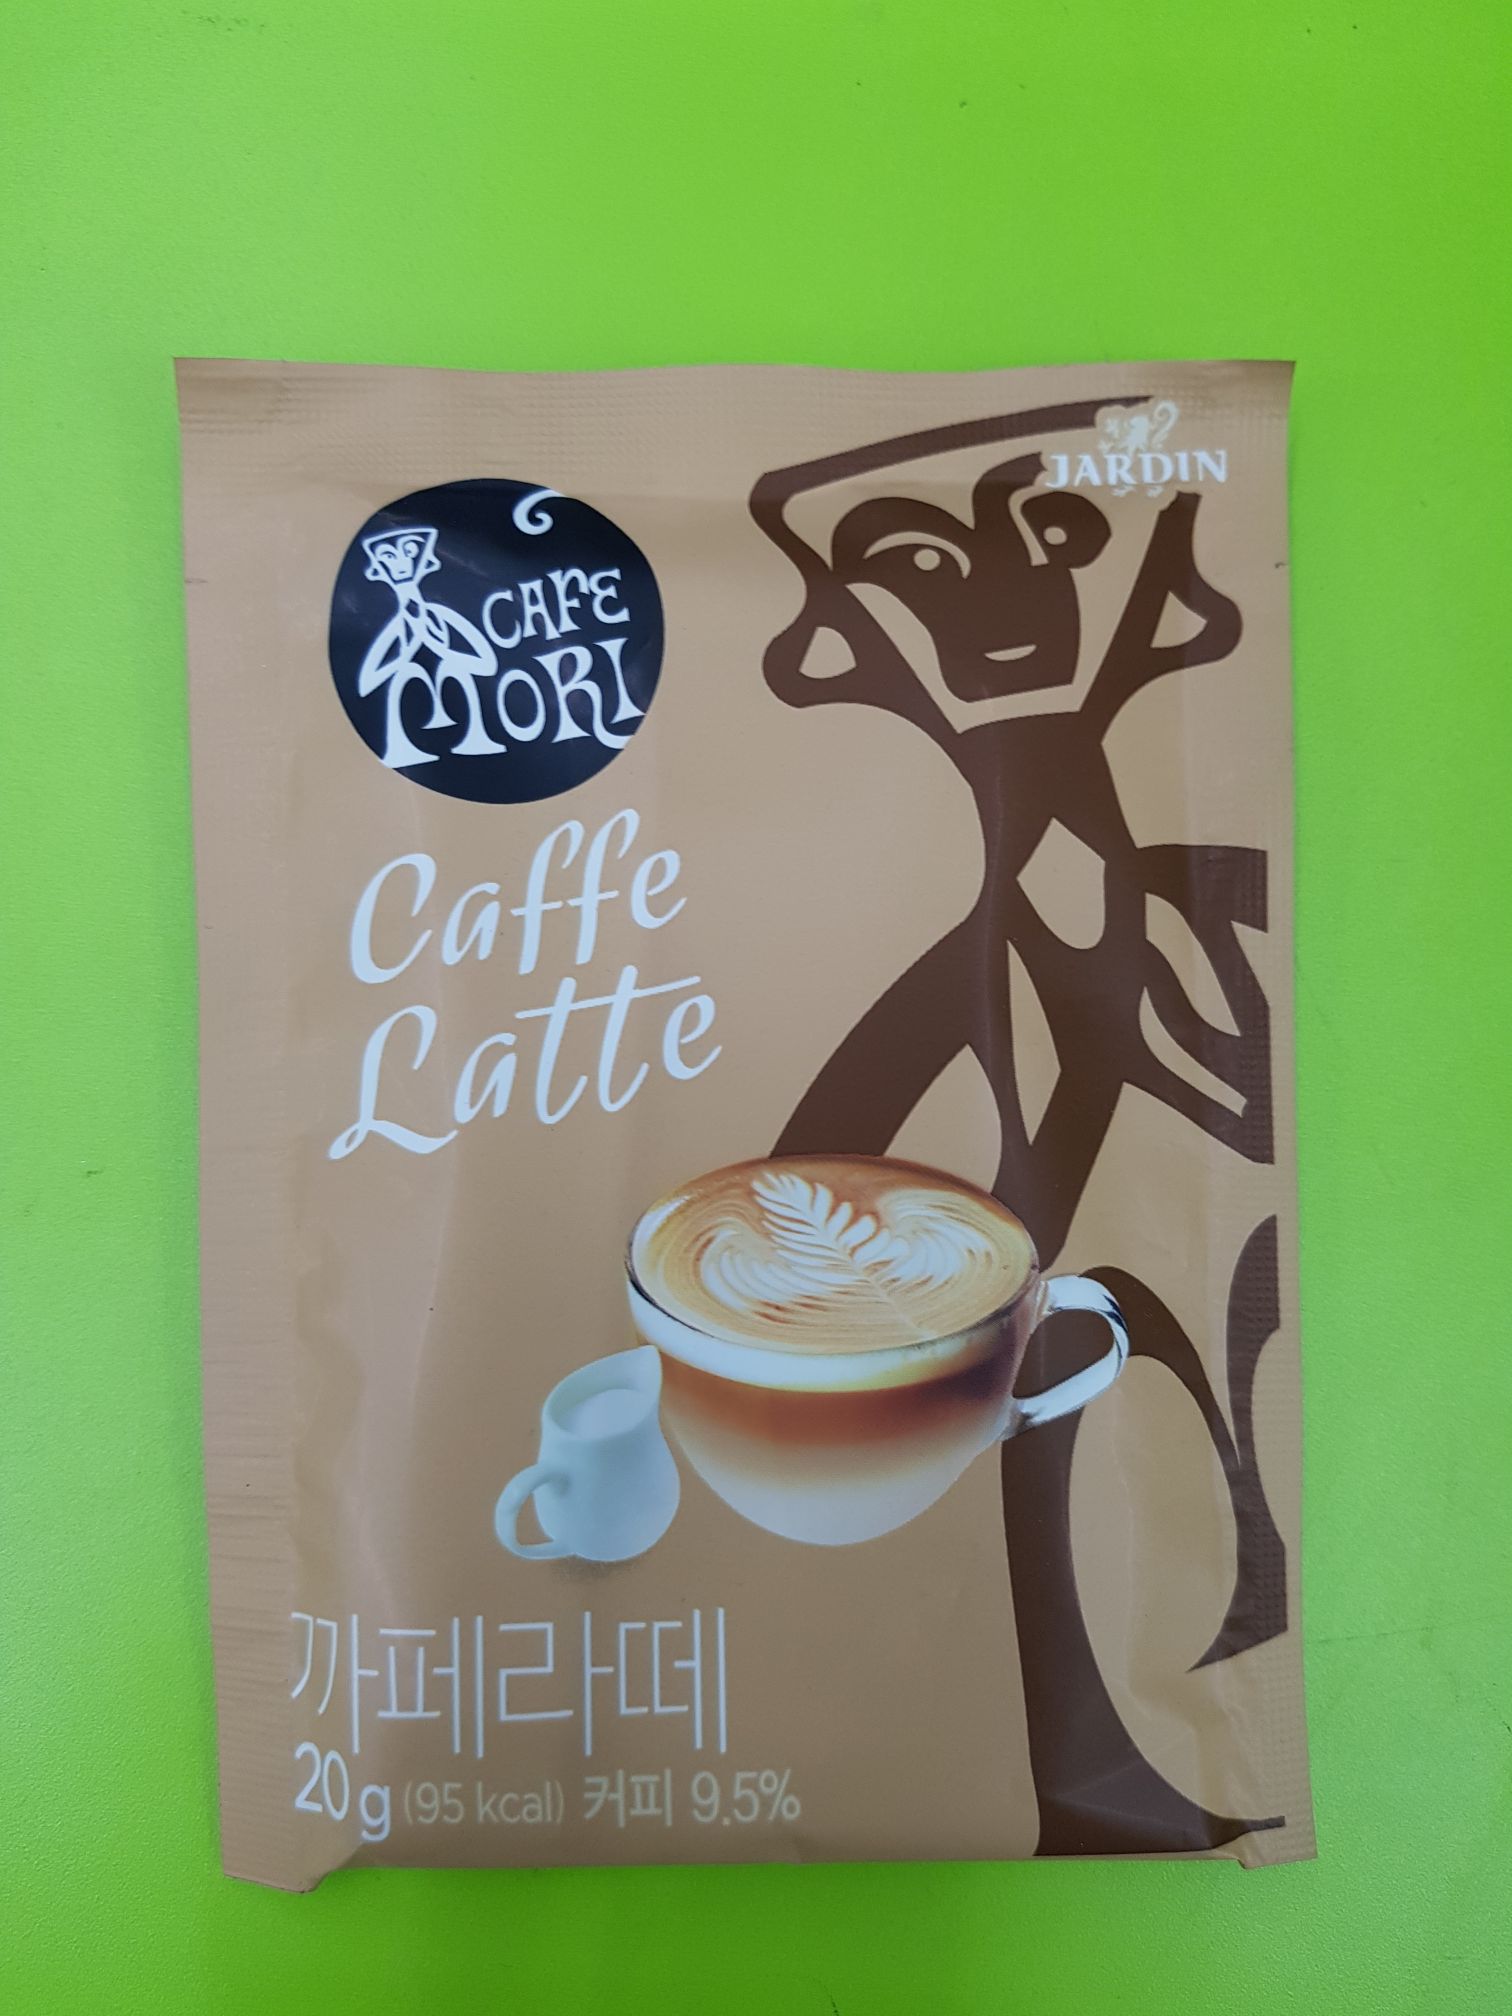 JARDIN
CAFE
MORI
Caffe
Latte
까페라떼
20g (95 kcal) 커피 9.5%